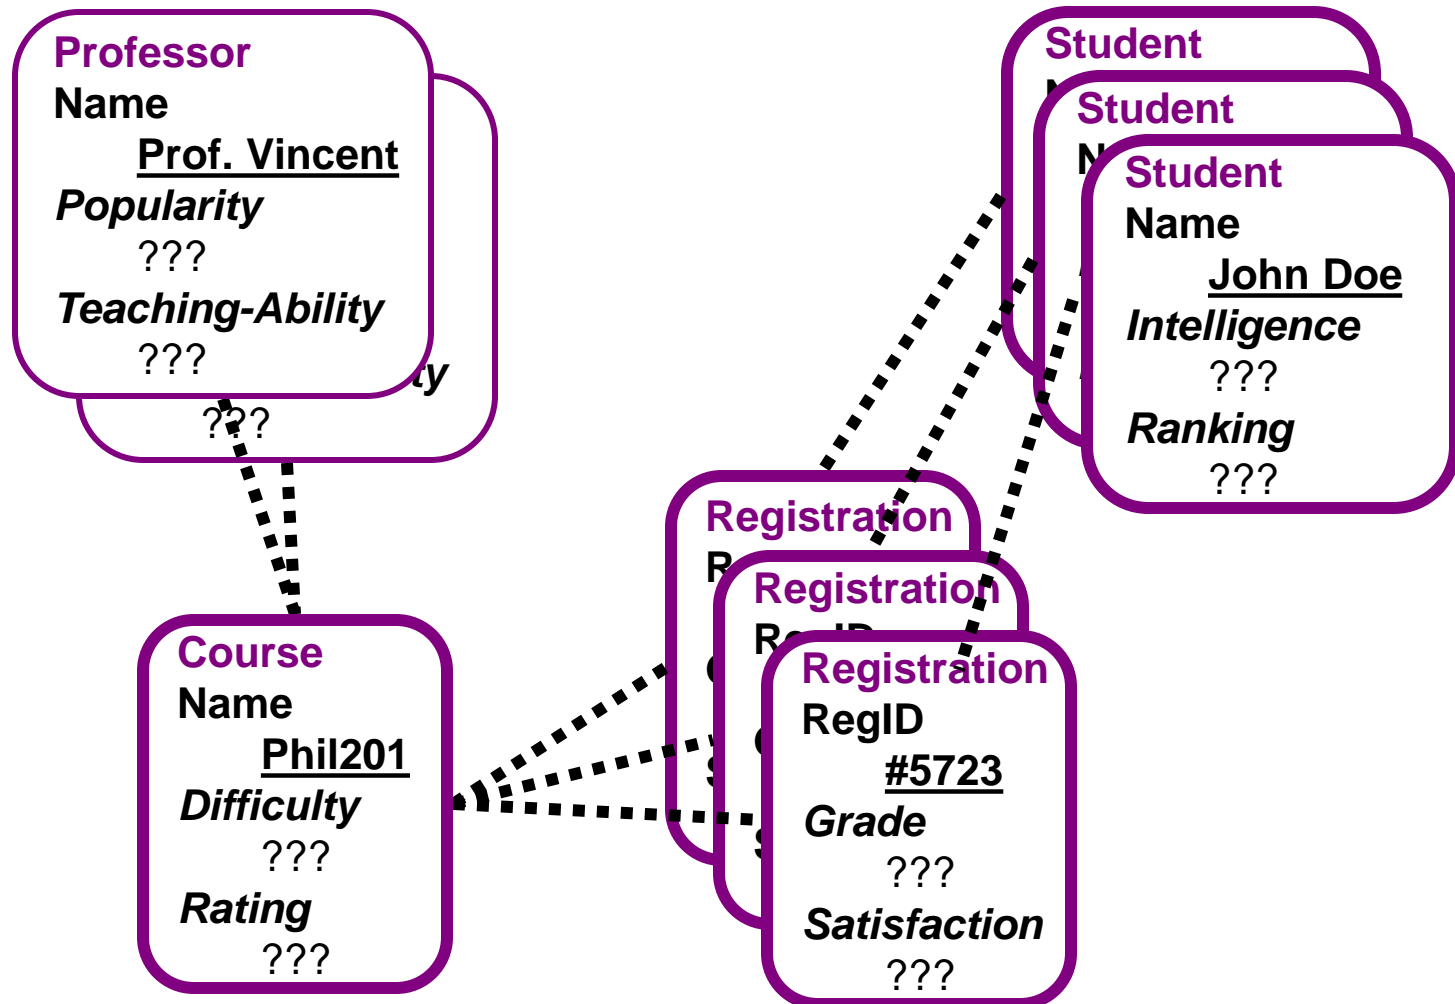 Professor
Name
Prof. Vincent
Popularity
???
Teaching-Ability
???
???
Student
Student
Student
Name
John Doe
Intelligence
???
Ranking
???
Registration
Registration
RegID
Registration
RegID
#5723
Grade
???
Satisfaction
???
Course
Name
Phil201
Difficulty
???
Rating
???